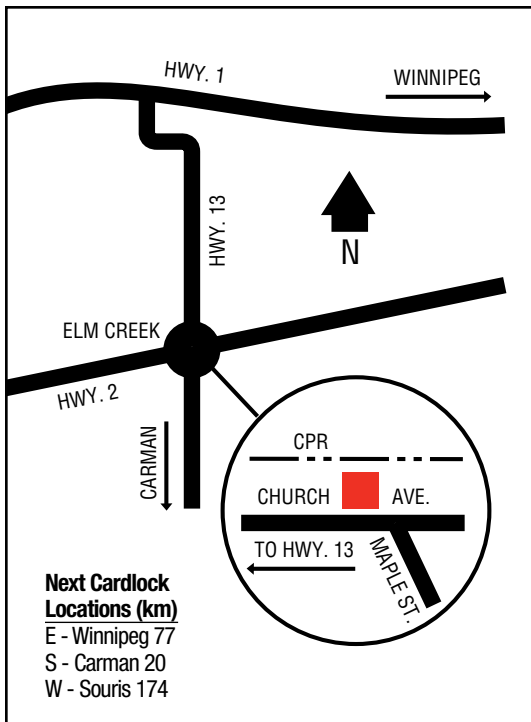 HWY. 1
WINNIPEG
HWY. 13
N
ELM CREEK
HWY. 2
CARMAN
CPR
CHURCH AVE.
TO HWY. 13
MAPLE ST.
Next Cardlock
Locations (km)
E - Winnipeg 77
S - Carman 20
W - Souris 174